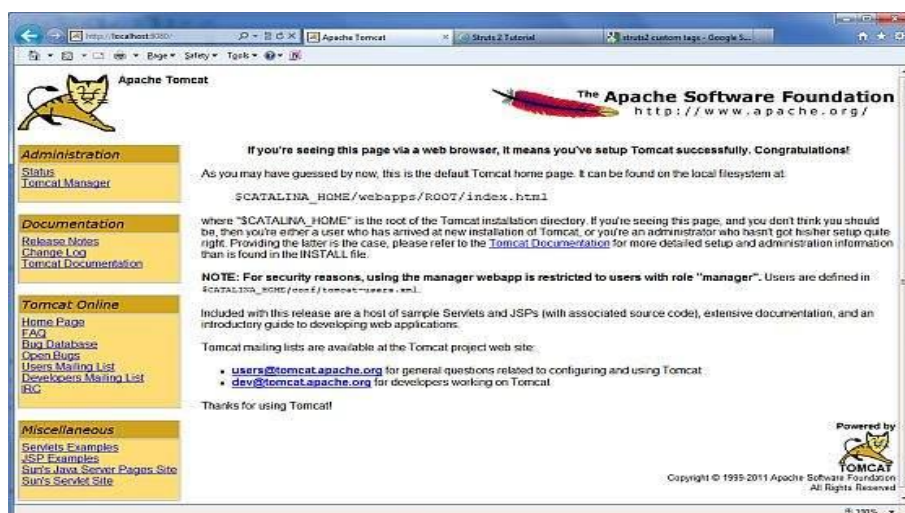 http://localhost:8080/
Apache Tomcat
Struts 2 Tutorial
struts2 custom tags - Google S...
Page Safety Tools
Apache Tomcat
The Apache Software Foundation
http://www.apache.org/
Administration
Status
Tomcat Manager
Documentation
Release Notes
Change Log
Tomcat Documentation
Tomcat Online
Home Page
FAQ
Bug Database
Open Bugs
Users Mailing List
Developers Mailing List
IRC
Miscellaneous
Servlets Examples
JSP Examples
Sun's Java Server Pages Site
Sun's Servlet Site
If you're seeing this page via a web browser, it means you've setup Tomcat successfully. Congratulations!
As you may have guessed by now, this is the default Tomcat home page. It can be found on the local filesystem at:
$CATALINA_HOME/webapps/ROOT/index.html
where "$CATALINA_HOME" is the root of the Tomcat installation directory. If you're seeing this page, and you don't think you should
be, then you're either a user who has arrived at new installation of Tomcat, or you're an administrator who hasn't got his/her setup quite
right. Providing the latter is the case, please refer to the Tomcat Documentation for more detailed setup and administration information
than is found in the INSTALL file.
NOTE: For security reasons, using the manager webapp is restricted to users with role "manager". Users are defined in
$CATALINA_HOME/conf/tomcat-users.xml.
Included with this release are a host of sample Servlets and JSPs (with associated source code), extensive documentation, and an
introductory guide to developing web applications.
Tomcat mailing lists are available at the Tomcat project web site:
users@tomcat.apache.org for general questions related to configuring and using Tomcat
dev@tomcat.apache.org for developers working on Tomcat
Thanks for using Tomcat!
Powered by
TOMCAT
Copyright © 1999-2011 Apache Software Foundation
All Rights Reserved